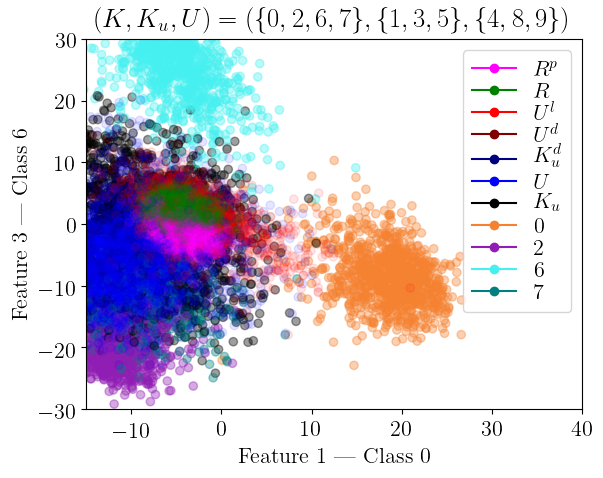 (K, K_u, U) = ({0, 2, 6, 7}, {1, 3, 5}, {4, 8, 9})
30
20
10
0
−10
−20
−30
Feature 3 — Class 6
R^p
R
U^l
U^d
K_u^d
U
K_u
0
2
6
7
−10
0
10
20
30
40
Feature 1 — Class 0